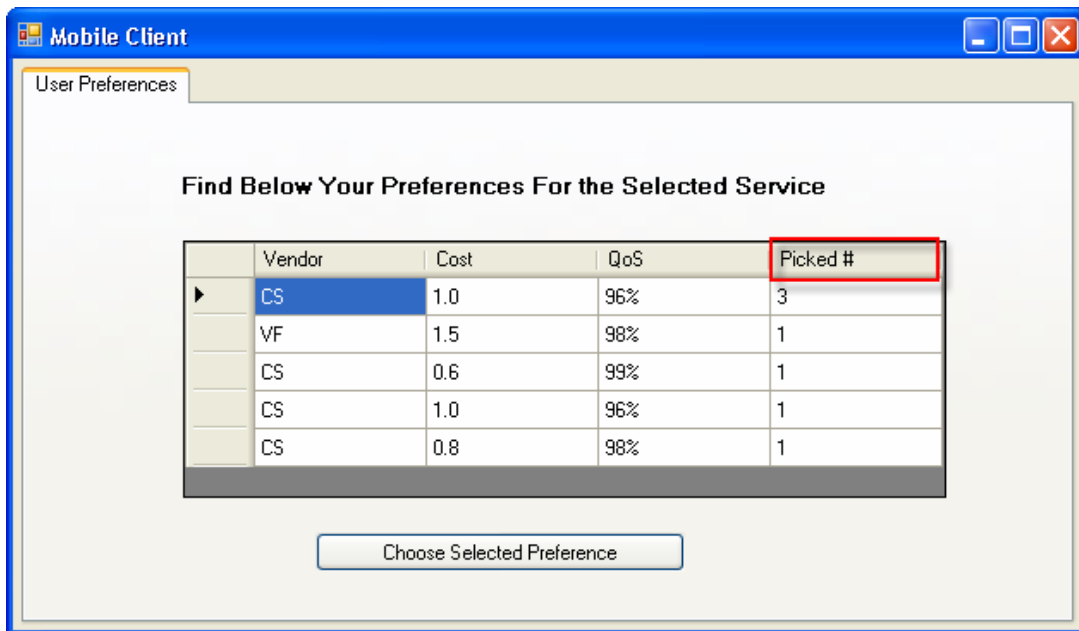 Mobile Client
User Preferences
Find Below Your Preferences For the Selected Service
Vendor Cost QoS Picked #
CS 1.0 96% 3
VF 1.5 98% 1
CS 0.6 99% 1
CS 1.0 96% 1
CS 0.8 98% 1
Choose Selected Preference